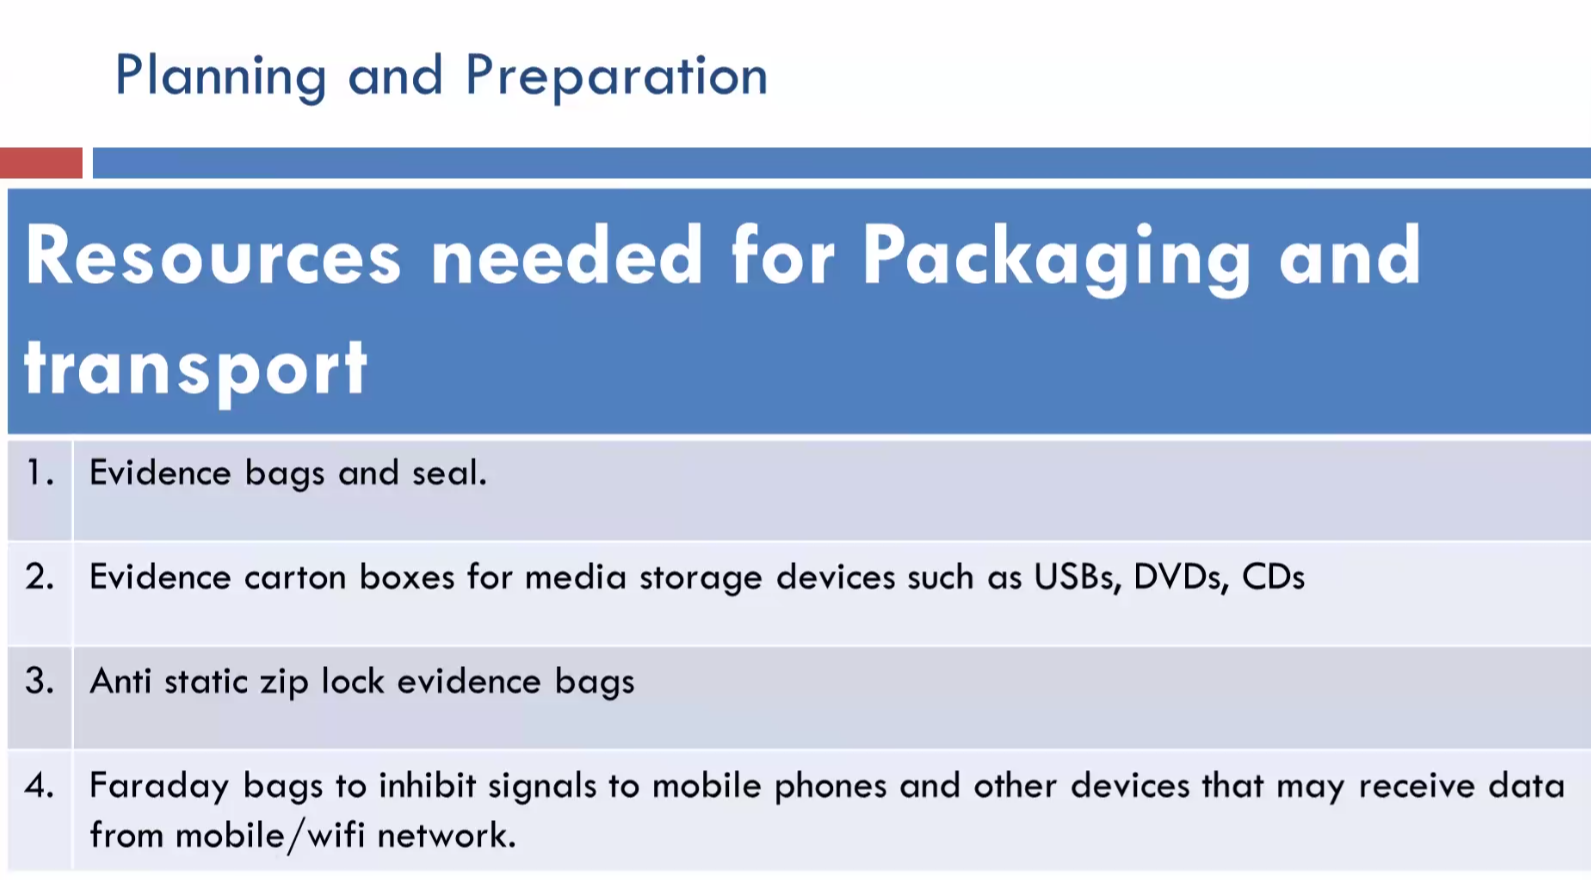 Planning and Preparation
Resources needed for Packaging and
transport
1. Evidence bags and seal.
2. Evidence carton boxes for media storage devices such as USBs, DVDs, CDs
3. Anti static zip lock evidence bags
4. Faraday bags to inhibit signals to mobile phones and other devices that may receive data
from mobile/wifi network.